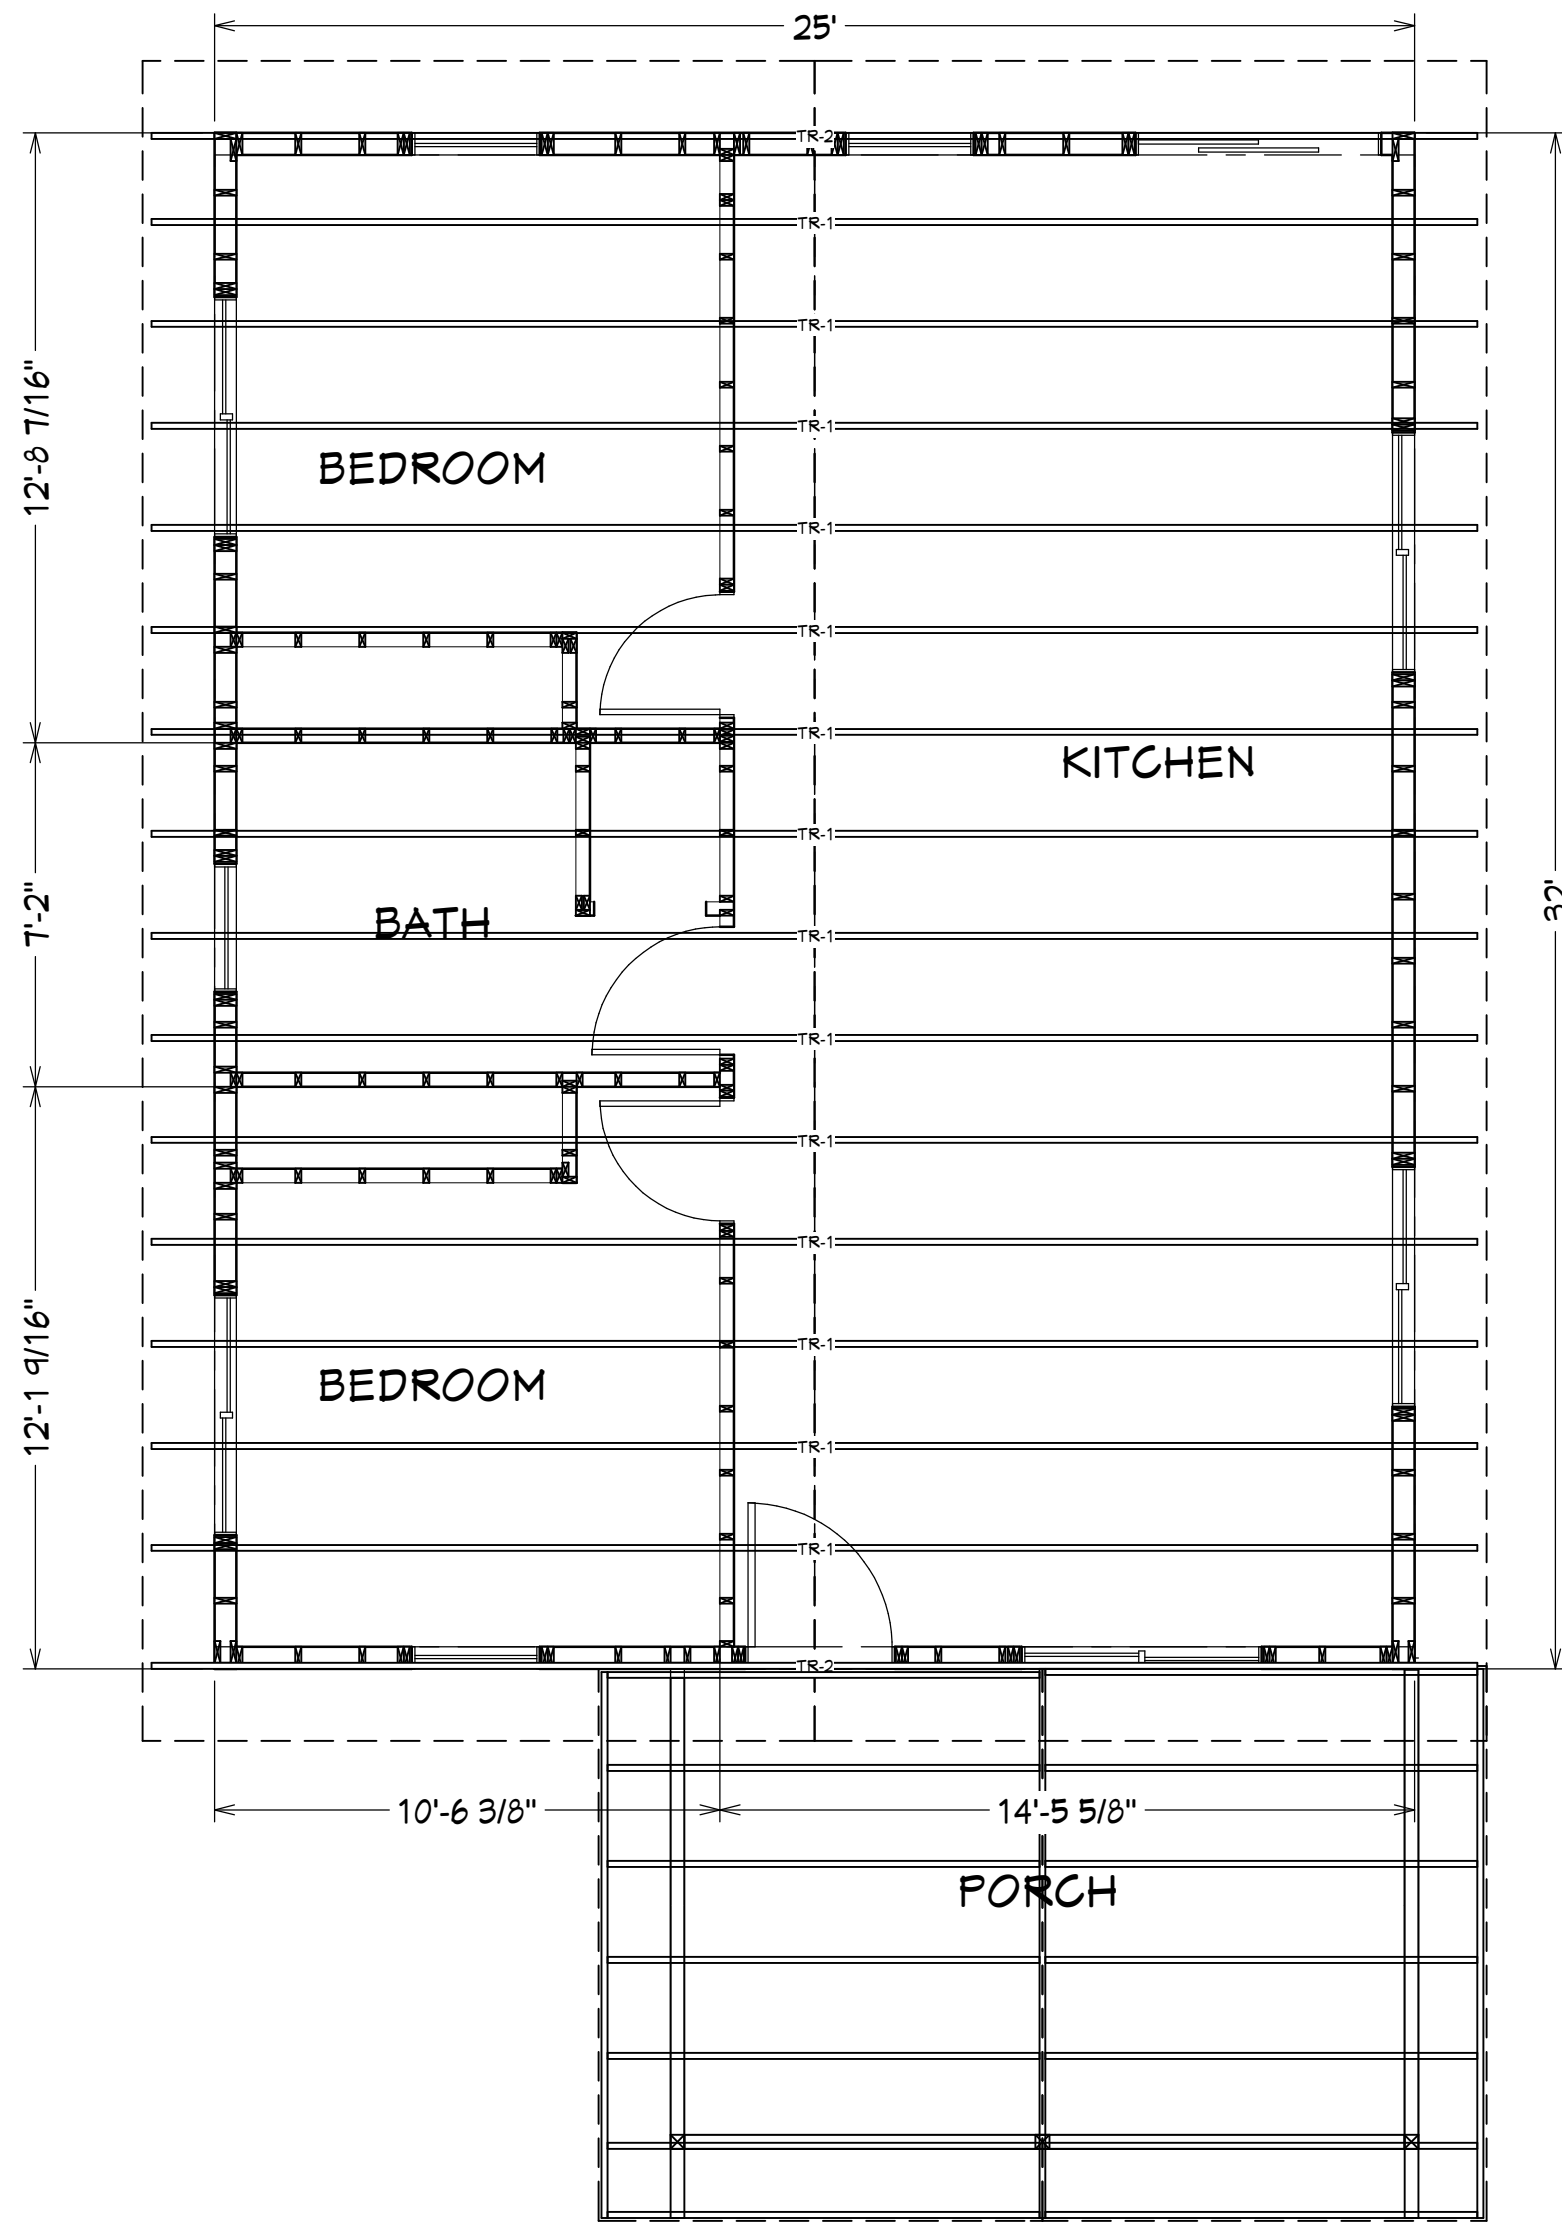 25'
TR-2
TR-1
TR-1
TR-1
12'-8 7/16"
BEDROOM
TR-1
TR-1
TR-1
KITCHEN
TR-1
7'-2"
BATH
32'
TR-1
TR-1
TR-1
TR-1
TR-1
12'-1 9/16"
BEDROOM
TR-1
TR-1
TR-2
10'-6 3/8"
14'-5 5/8"
PORCH